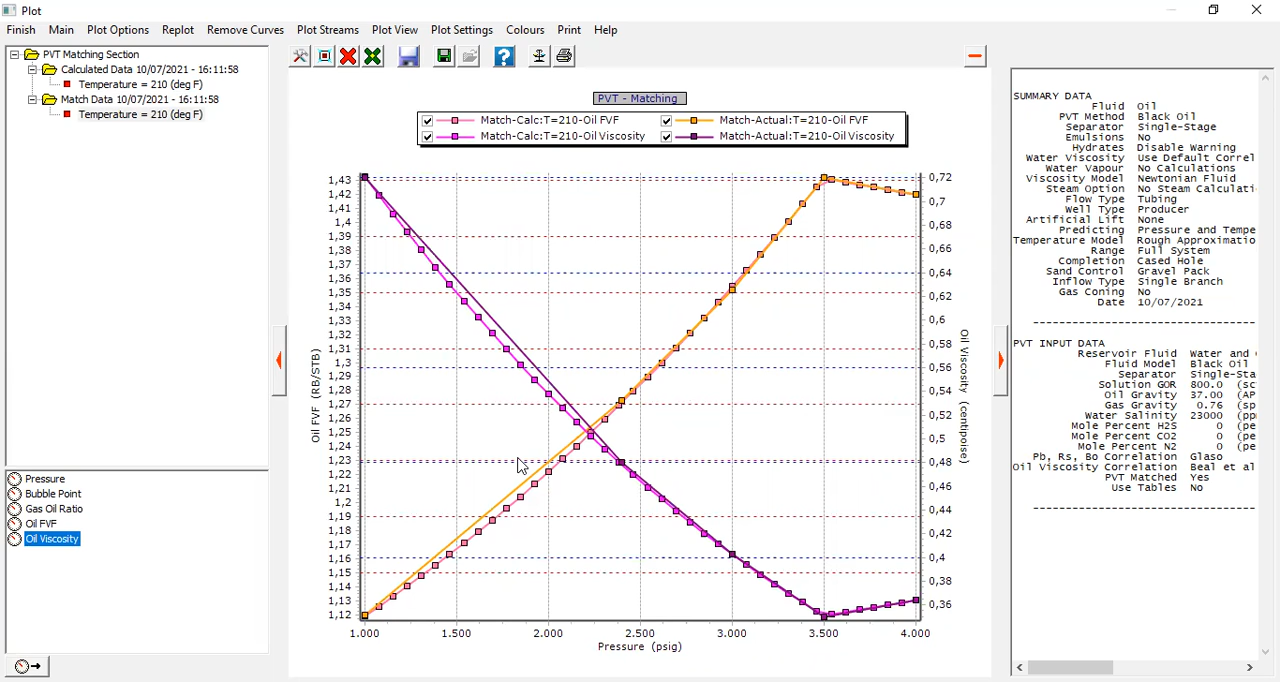 Plot
Finish Main Plot Options Replot Remove Curves Plot Streams Plot View Plot Settings Colours Print Help
PVT Matching Section
Calculated Data 10/07/2021 - 16:11:58
Temperature = 210 (deg F)
Match Data 10/07/2021 - 16:11:58
Temperature = 210 (deg F)
Pressure
Bubble Point
Gas Oil Ratio
Oil FVF
Oil Viscosity
PVT - Matching
Match-Calc:T=210-Oil FVF
Match-Actual:T=210-Oil FVF
Match-Calc:T=210-Oil Viscosity
Match-Actual:T=210-Oil Viscosity
Oil FVF (RB/STB)
1,43
1,42
1,41
1,4
1,39
1,38
1,37
1,36
1,35
1,34
1,33
1,32
1,31
1,3
1,29
1,28
1,27
1,26
1,25
1,24
1,23
1,22
1,21
1,2
1,19
1,18
1,17
1,16
1,15
1,14
1,13
1,12
1.000 1.500 2.000 2.500 3.000 3.500 4.000
Pressure (psig)
0,72
0,7
0,68
0,66
0,64
0,62
0,6
0,58
0,56
0,54
0,52
0,5
0,48
0,46
0,44
0,42
0,4
0,38
0,36
Oil Viscosity (centipoise)
SUMMARY DATA
Fluid Oil
PVT Method Black Oil
Separator Single-Stage
Emulsions No
Hydrates Disable Warning
Water Viscosity Use Default Correl
Water Vapour No Calculations
Viscosity Model Newtonian Fluid
Steam Option No Steam Calculati
Flow Type Tubing
Well Type Producer
Artificial Lift None
Predicting Pressure and Tempe
Temperature Model Rough Approximatio
Range Full System
Completion Cased Hole
Sand Control Gravel Pack
Inflow Type Single Branch
Gas Coning No
Date 10/07/2021
PVT INPUT DATA
Reservoir Fluid Water and
Fluid Model Black Oil
Separator Single-Sta
Solution GOR 800.0 (sc
Oil Gravity 37.00 (AP
Gas Gravity 0.76 (sp
Water Salinity 23000 (pp
Mole Percent H2S 0 (pe
Mole Percent CO2 0 (pe
Mole Percent N2 0 (pe
Pb, Rs, Bo Correlation Glaso
Oil Viscosity Correlation Beal et al
PVT Matched Yes
Use Tables No